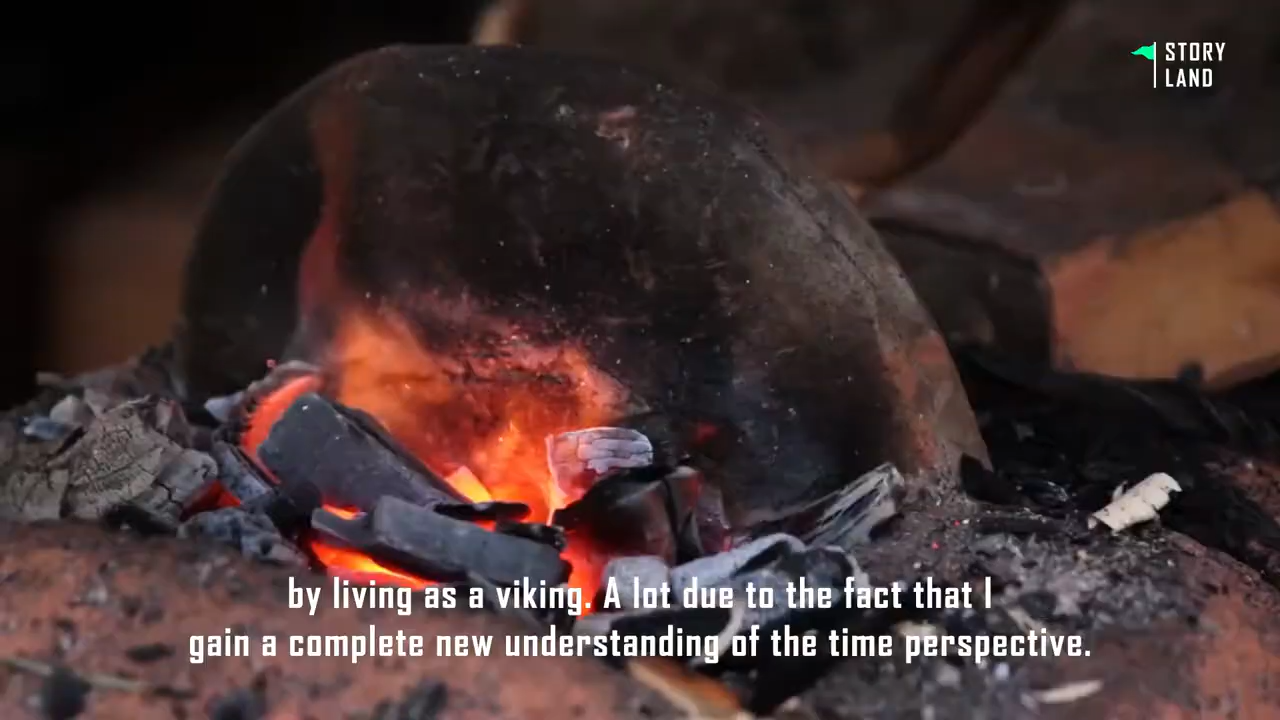 STORY
LAND
by living as a viking. A lot due to the fact that I
gain a complete new understanding of the time perspective.